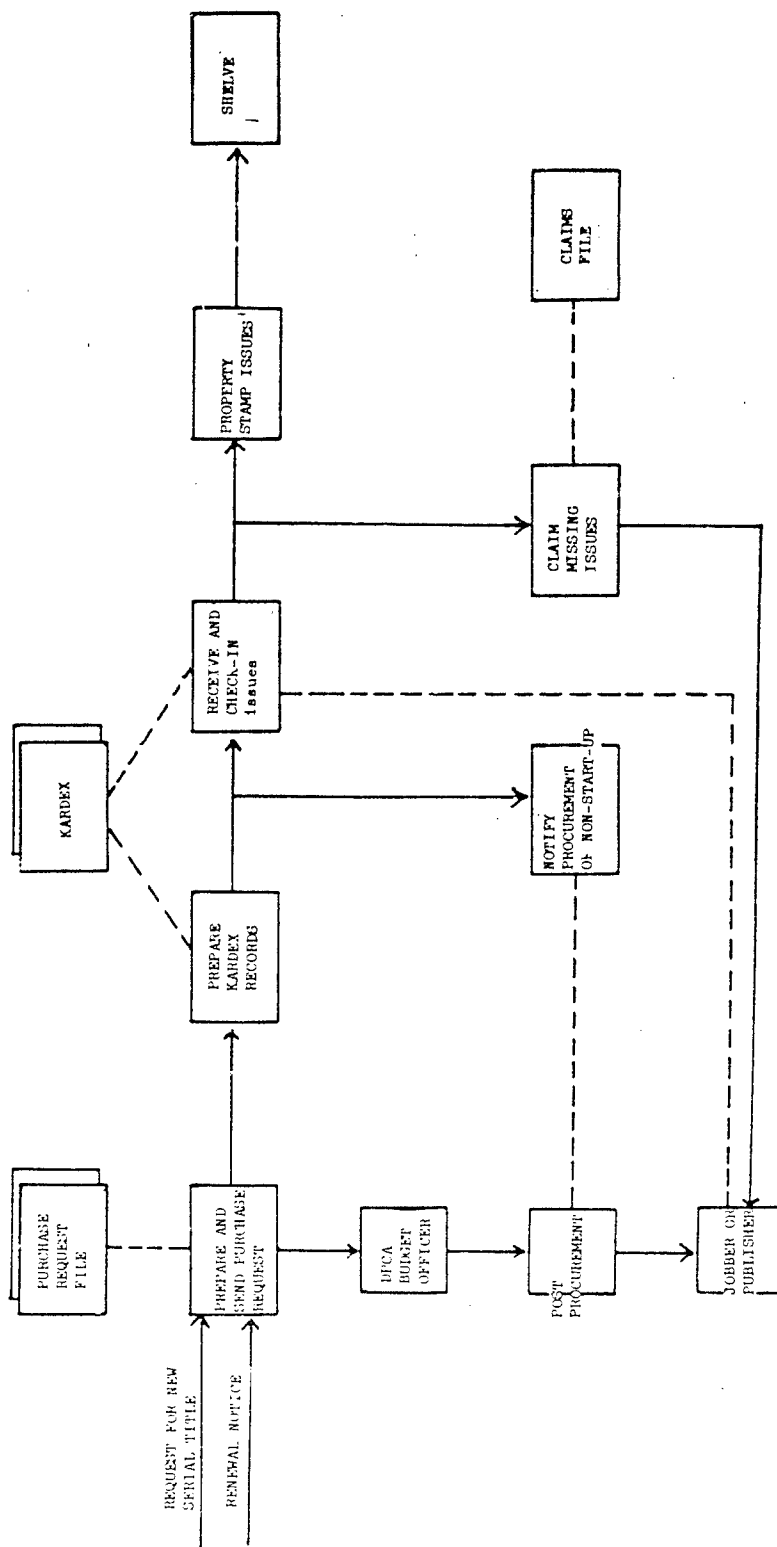 REQUEST FOR NEW
SERIAL TITLE
RENEWAL NOTICE
PURCHASE
REQUEST
FILE
PREPARE AND
SEND PURCHASE
REQUEST
DPCA
BUDGET
OFFICER
POST
PROCUREMENT
JOBBER OR
PUBLISHER
KARDEX
PREPARE
KARDEX
RECORDS
RECEIVE AND
CHECK-IN
issues
NOTIFY
PROCUREMENT
OF NON-START-UP
PROPERTY
STAMP ISSUES
SHELVE
CLAIM
MISSING
ISSUES
CLAIMS
FILE